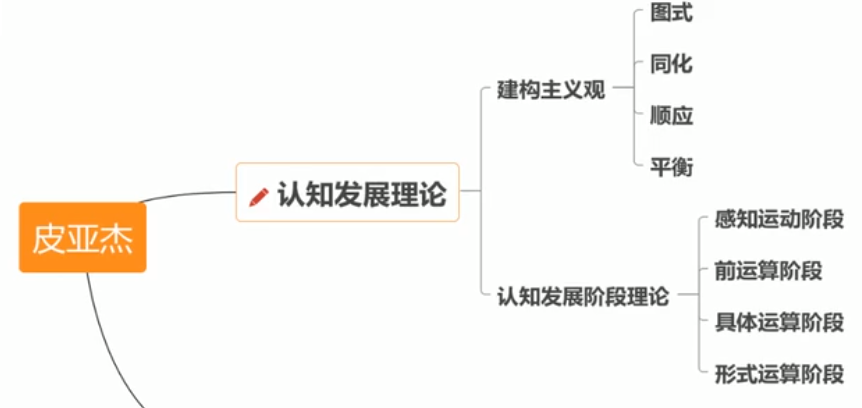 皮亚杰
认知发展理论
建构主义观
图式
同化
顺应
平衡
认知发展阶段理论
感知运动阶段
前运算阶段
具体运算阶段
形式运算阶段